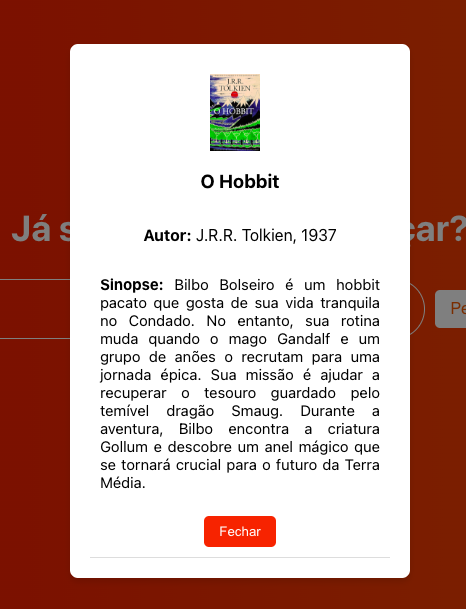 J.R.R.
TOLKIEN
O HOBBIT
O Hobbit
Já s
car?
Autor: J.R.R. Tolkien, 1937
Sinopse: Bilbo Bolseiro é um hobbit
pacato que gosta de sua vida tranquila
no Condado. No entanto, sua rotina
muda quando o mago Gandalf e um
grupo de anões o recrutam para uma
jornada épica. Sua missão é ajudar a
recuperar o tesouro guardado pelo
temível dragão Smaug. Durante a
aventura, Bilbo encontra a criatura
Gollum e descobre um anel mágico que
se tornará crucial para o futuro da Terra
Média.
Pe
Fechar